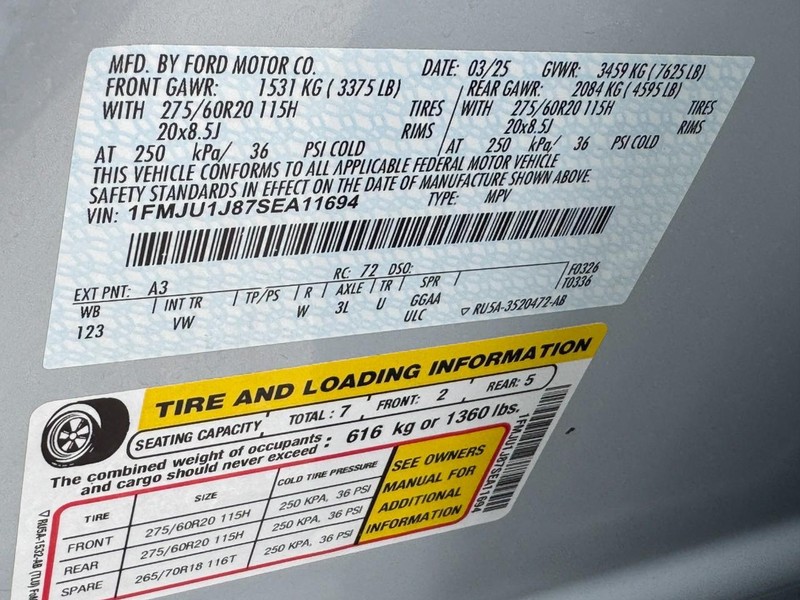 MFD. BY FORD MOTOR CO. DATE: 03/25 GVWR: 3459 KG ( 7625 LB)
FRONT GAWR: 1531 KG ( 3375 LB) REAR GAWR: 2084 KG ( 4595 LB)
WITH 275/60R20 115H TIRES WITH 275/60R20 115H TIRES
20x8.5J RIMS 20x8.5J RIMS
AT 250 kPa/ 36 PSI COLD AT 250 kPa/ 36 PSI COLD
THIS VEHICLE CONFORMS TO ALL APPLICABLE FEDERAL MOTOR VEHICLE
SAFETY STANDARDS IN EFFECT ON THE DATE OF MANUFACTURE SHOWN ABOVE
VIN: 1FMJU1J87SEA11694 TYPE: MPV
EXT PNT: A3 RC: 72 DSO: F0326
WB INT TR TP/PS R AXLE TR SPR T0336
123 VW W 3L U GGAA
ULC ▽ RU5A-3520472-AB
TIRE AND LOADING INFORMATION
SEATING CAPACITY TOTAL : 7 FRONT: 2 REAR: 5
The combined weight of occupants
and cargo should never exceed : 616 kg or 1360 lbs.
TIRE SIZE COLD TIRE PRESSURE
FRONT 275/60R20 115H 250 KPA, 36 PSI
REAR 275/60R20 115H 250 KPA, 36 PSI
SPARE 265/70R18 116T 250 KPA, 36 PSI
SEE OWNERS
MANUAL FOR
ADDITIONAL
INFORMATION
1FMJU1J87SEA11694
▽ RU5A-1532-AB (TU)